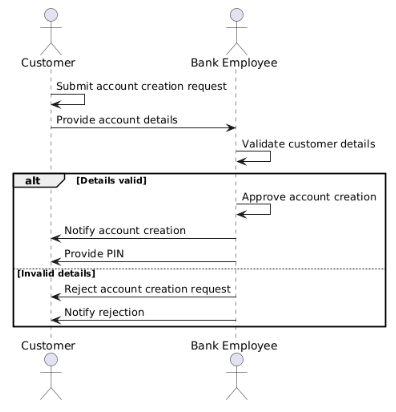 Customer
Bank Employee
Submit account creation request
Provide account details
Validate customer details
alt [Details valid]
Approve account creation
Notify account creation
Provide PIN
[Invalid details]
Reject account creation request
Notify rejection
Customer
Bank Employee